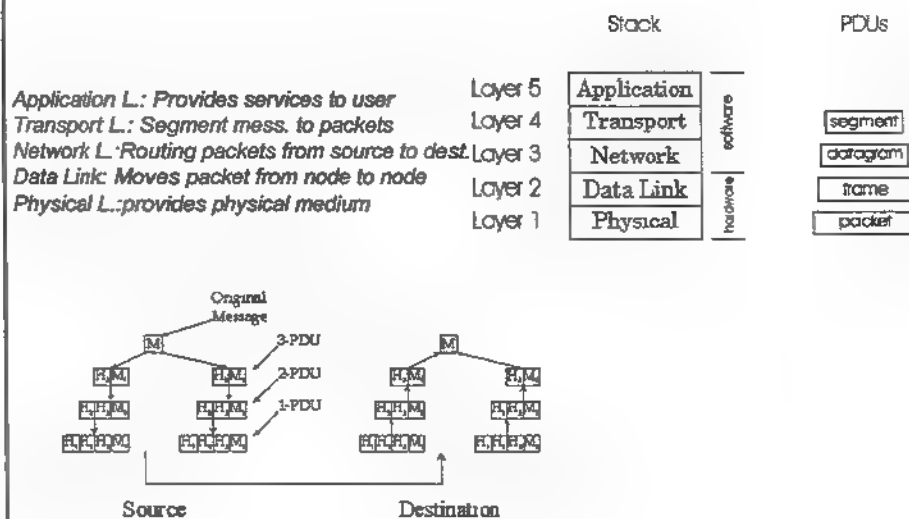 Stack PDUs
Application L.: Provides services to user
Transport L.: Segment mess. to packets
Network L.:Routing packets from source to dest.
Data Link: Moves packet from node to node
Physical L.:provides physical medium
Layer 5 Application
Layer 4 Transport segment
Layer 3 Network datagram
Layer 2 Data Link frame
Layer 1 Physical packet
software
hardware
Original
Message
M M
3-PDU
2-PDU
1-PDU
Source Destination